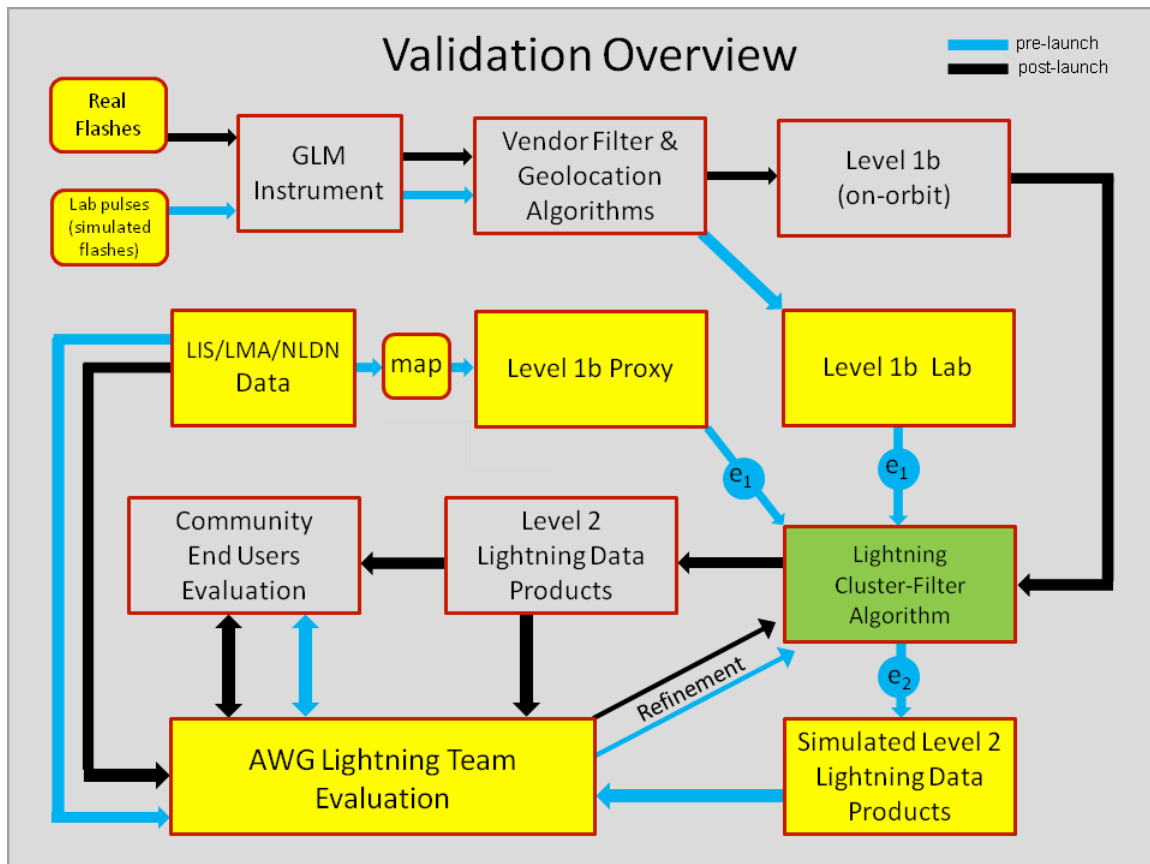 Validation Overview
pre-launch
post-launch
Real
Flashes
GLM
Instrument
Vendor Filter &
Geolocation
Algorithms
Level 1b
(on-orbit)
Lab pulses
(simulated
flashes)
LIS/LMA/NLDN
Data
map
Level 1b Proxy
Level 1b Lab
e₁
e₁
Community
End Users
Evaluation
Level 2
Lightning Data
Products
Lightning
Cluster-Filter
Algorithm
Refinement
e₂
AWG Lightning Team
Evaluation
Simulated Level 2
Lightning Data
Products